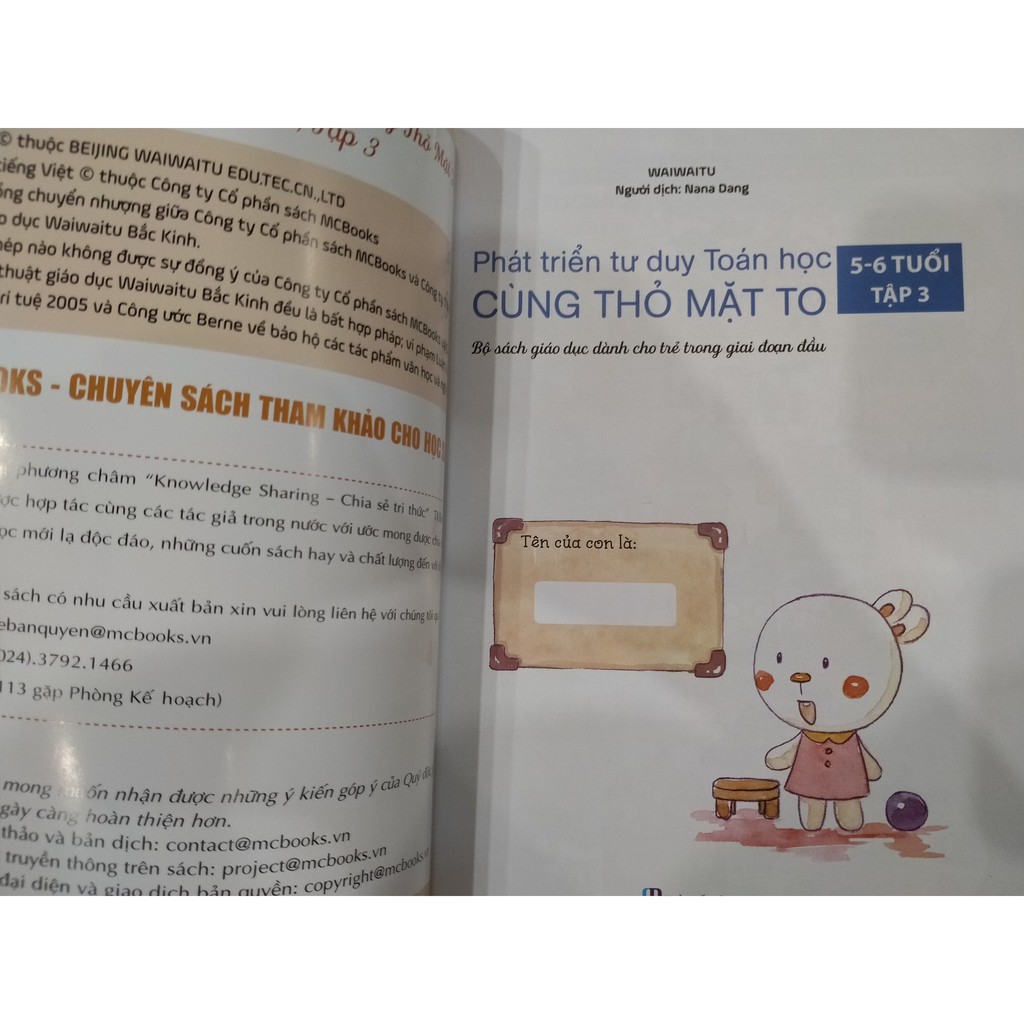 Thỏ Mặt
Tập 3
© thuộc BEIJING WAIWAITU EDU.TEC.CN.,LTD
tiếng Việt © thuộc Công ty Cổ phần sách MCBooks
chuyển nhượng giữa Công ty Cổ phần sách MCBooks và Công ty
dục Waiwaitu Bắc Kinh.
nào không được sự đồng ý của Công ty Cổ phần sách MCBooks
thuật giáo dục Waiwaitu Bắc Kinh đều là bất hợp pháp; vi phạm
trí tuệ 2005 và Công ước Berne về bảo hộ các tác phẩm văn học và
OOKS - CHUYÊN SÁCH THAM KHẢO CHO HỌC
phương châm “Knowledge Sharing – Chia sẻ tri thức”
hợp tác cùng các tác giả trong nước với ước mong được
mới lạ độc đáo, những cuốn sách hay và chất lượng đến
sách có nhu cầu xuất bản xin vui lòng liên hệ với chúng tôi
ebanquyen@mcbooks.vn
024).3792.1466
113 gặp Phòng Kế hoạch)
mong muốn nhận được những ý kiến góp ý của Quý
ngày càng hoàn thiện hơn.
thảo và bản dịch: contact@mcbooks.vn
truyền thông trên sách: project@mcbooks.vn
đại diện và giao dịch bản quyền: copyright@mcbooks.
WAIWAITU
Người dịch: Nana Dang
Phát triển tư duy Toán học
CÙNG THỎ MẶT TO
5-6 TUỔI
TẬP 3
Bộ sách giáo dục dành cho trẻ trong giai đoạn đầu
Tên của con là: